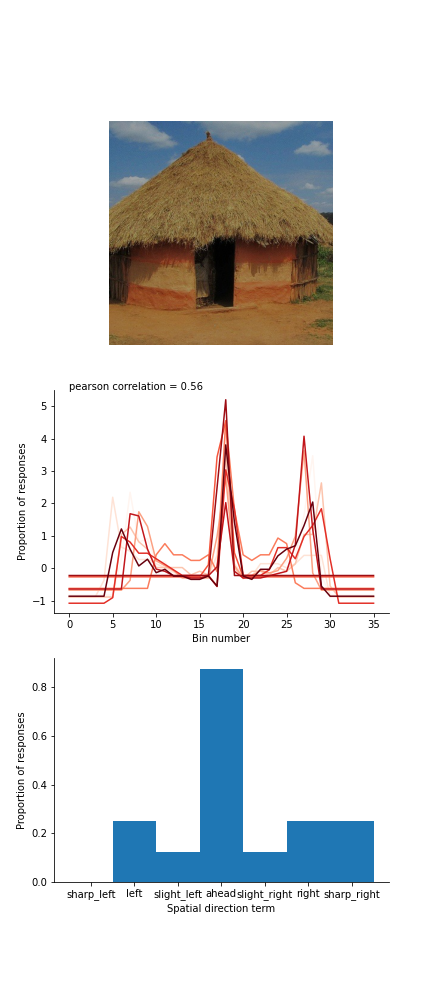 pearson correlation = 0.56
Proportion of responses
5
4
3
2
1
0
−1
0 5 10 15 20 25 30 35
Bin number
Proportion of responses
0.8
0.6
0.4
0.2
0.0
sharp_left left slight_left ahead slight_right right sharp_right
Spatial direction term